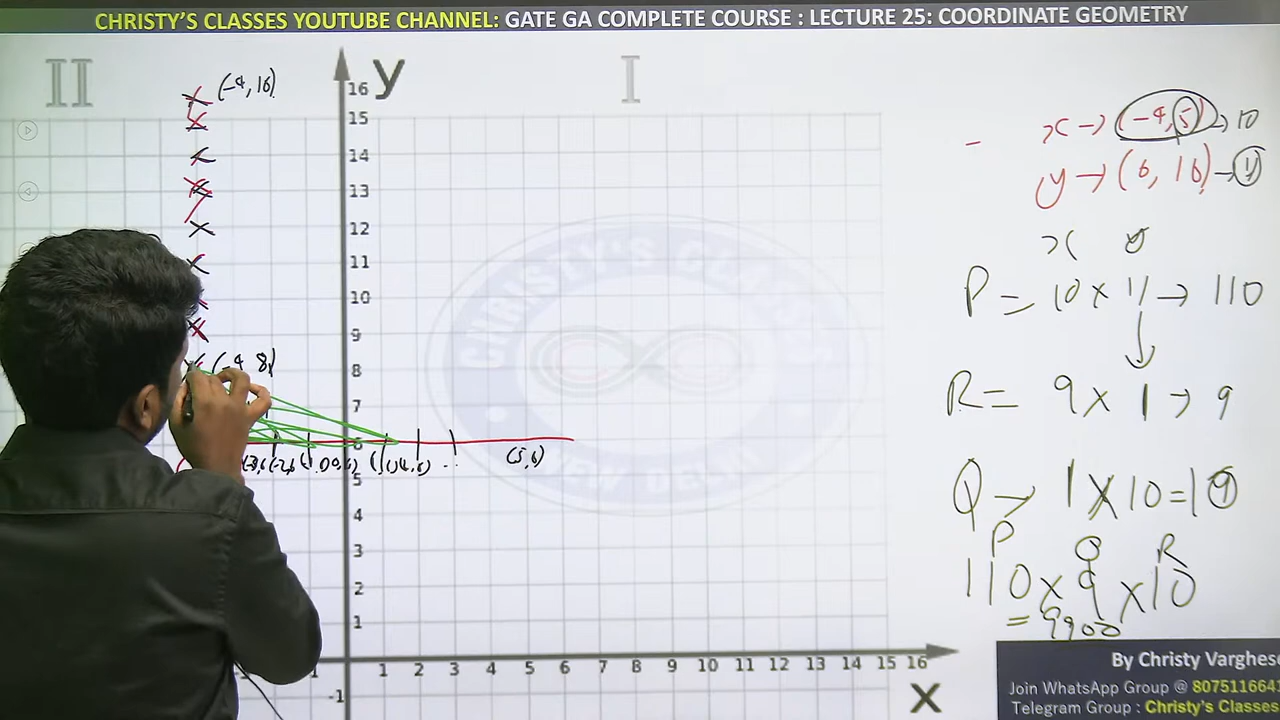 CHRISTY'S CLASSES YOUTUBE CHANNEL: GATE GA COMPLETE COURSE : LECTURE 25: COORDINATE GEOMETRY
II
I
y
(-4, 16)
16
15
14
13
12
11
10
9
8
7
6
5
4
3
2
1
-1
(-4, 8)
(5,6)
1 2 3 4 5 6 7 8 9 10 11 12 13 14 15 16
x
CHRISTY'S CLASSES
x → (-4, 5) → 10
y → (6, 16) → 11
x y
P = 10 x 11 → 110
R = 9 x 1 → 9
Q → 1 x 10 = 10
P Q R
110 x 9 x 10
= 9900
By Christy Varghese
Join WhatsApp Group @ 8075116641
Telegram Group : Christy's Classes